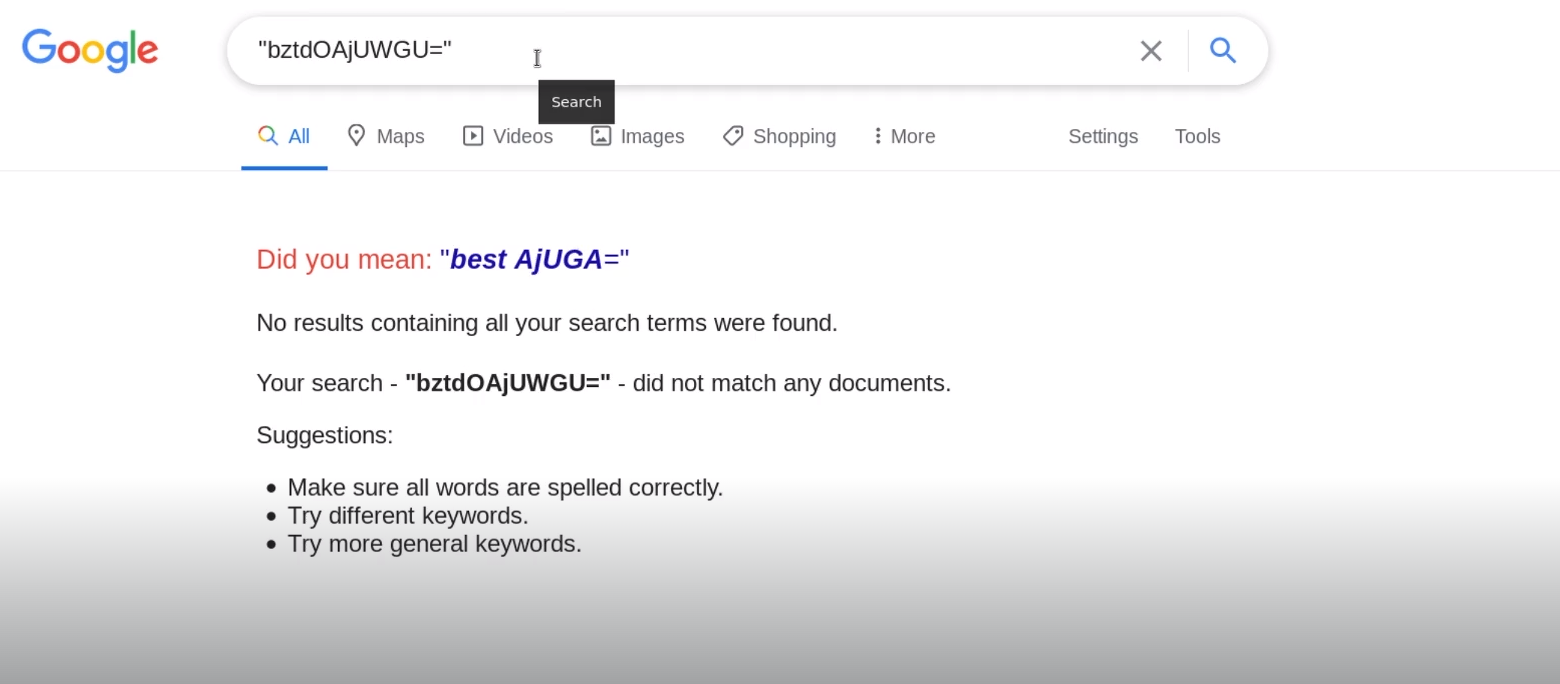 Google
"bztdOAjUWGU="
Search
All Maps Videos Images Shopping More Settings Tools
Did you mean: "best AjUGA="
No results containing all your search terms were found.
Your search - "bztdOAjUWGU=" - did not match any documents.
Suggestions:
Make sure all words are spelled correctly.
Try different keywords.
Try more general keywords.